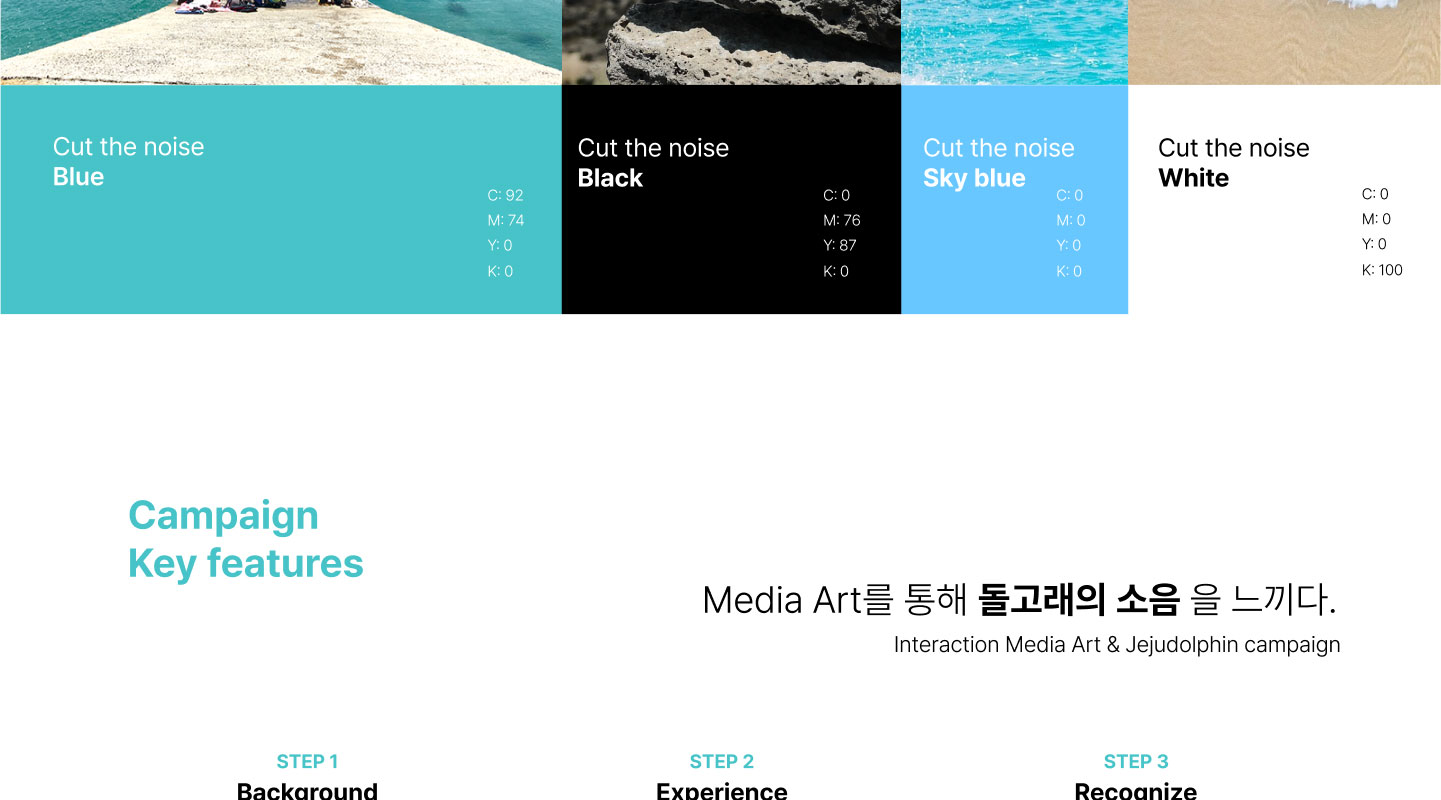 Cut the noise
Blue
C: 92
M: 74
Y: 0
K: 0
Cut the noise
Black
C: 0
M: 76
Y: 87
K: 0
Cut the noise
Sky blue
C: 0
M: 0
Y: 0
K: 0
Cut the noise
White
C: 0
M: 0
Y: 0
K: 100
Campaign
Key features
Media Art를 통해 돌고래의 소음 을 느끼다.
Interaction Media Art & Jejudolphin campaign
STEP 1
Background
STEP 2
Experience
STEP 3
Recognize